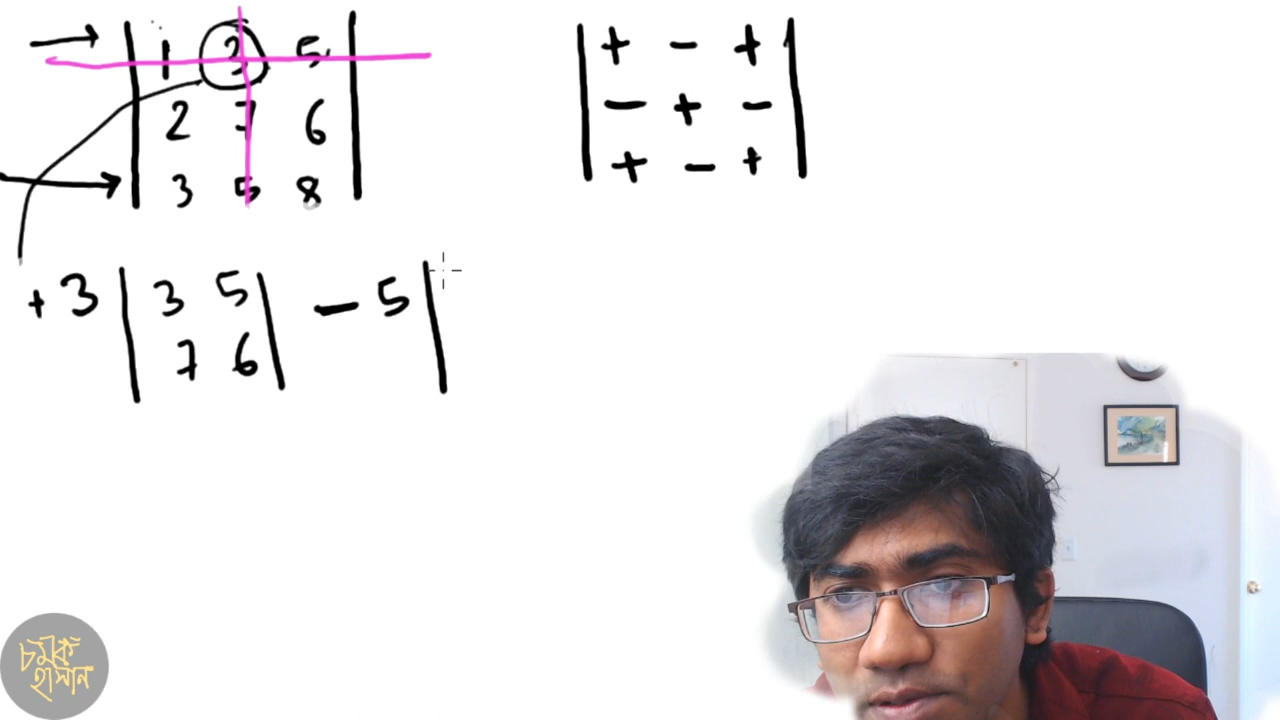 | 1 3 5 |
| 2 7 6 |
| 3 5 8 |
| + - + |
| - + - |
| + - + |
+3 | 3 5 | - 5 |
| 7 6 |
চমক
হাসান